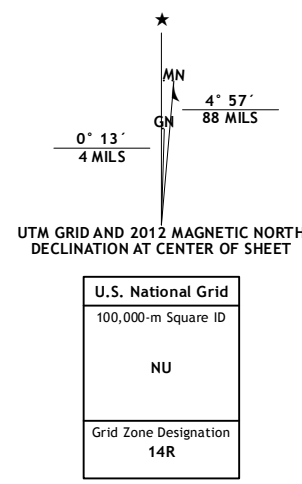 ★
MN
GN
4° 57´
88 MILS
0° 13´
4 MILS
UTM GRID AND 2012 MAGNETIC NORTH
DECLINATION AT CENTER OF SHEET
U.S. National Grid
100,000-m Square ID
NU
Grid Zone Designation
14R